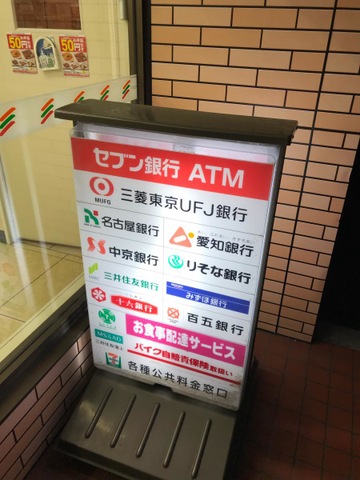 50円
50円
セブン銀行 ATM
MUFG
三菱東京UFJ銀行
名古屋銀行
愛知銀行
中京銀行
りそな銀行
三井住友銀行
みずほ銀行
十六銀行
百五銀行
お食事配達サービス
MS&AD
バイク自賠責保険取扱い
各種公共料金窓口